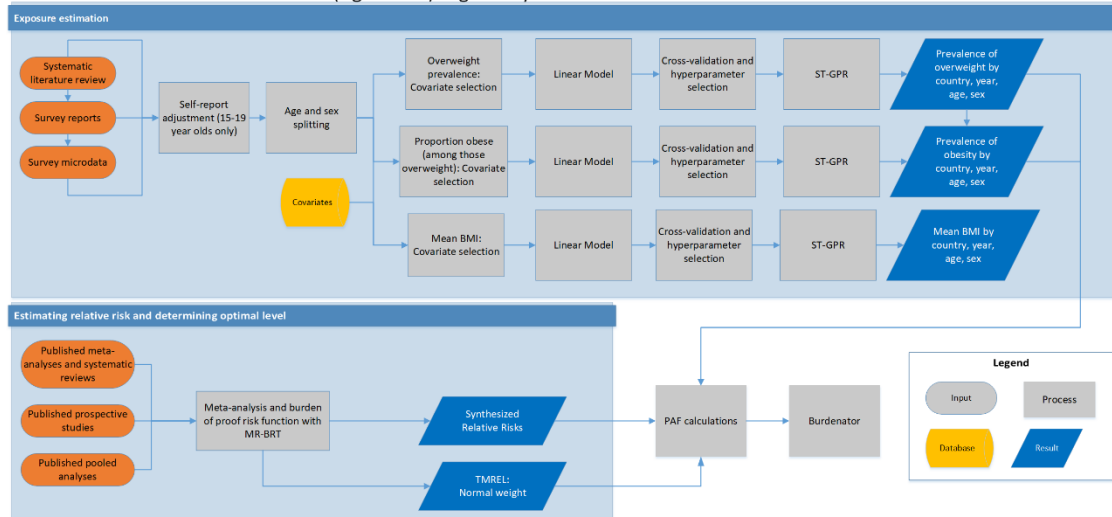 Exposure estimation
Systematic
literature review
Survey reports
Survey microdata
Self-report
adjustment (15-19
year olds only)
Age and sex
splitting
Covariates
Overweight
prevalence:
Covariate selection
Linear Model
Cross-validation and
hyperparameter
selection
ST-GPR
Prevalence of
overweight by
country, year,
age, sex
Proportion obese
(among those
overweight): Covariate
selection
Linear Model
Cross-validation and
hyperparameter
selection
ST-GPR
Prevalence of
obesity by
country, year,
age, sex
Mean BMI:
Covariate selection
Linear Model
Cross-validation and
hyperparameter
selection
ST-GPR
Mean BMI by
country, year,
age, sex
Estimating relative risk and determining optimal level
Published meta-
analyses and systematic
reviews
Published prospective
studies
Published pooled
analyses
Meta-analysis and burden
of proof risk function with
MR-BRT
Synthesized
Relative Risks
TMREL:
Normal weight
PAF calculations
Burdenator
Legend
Input
Process
Database
Result